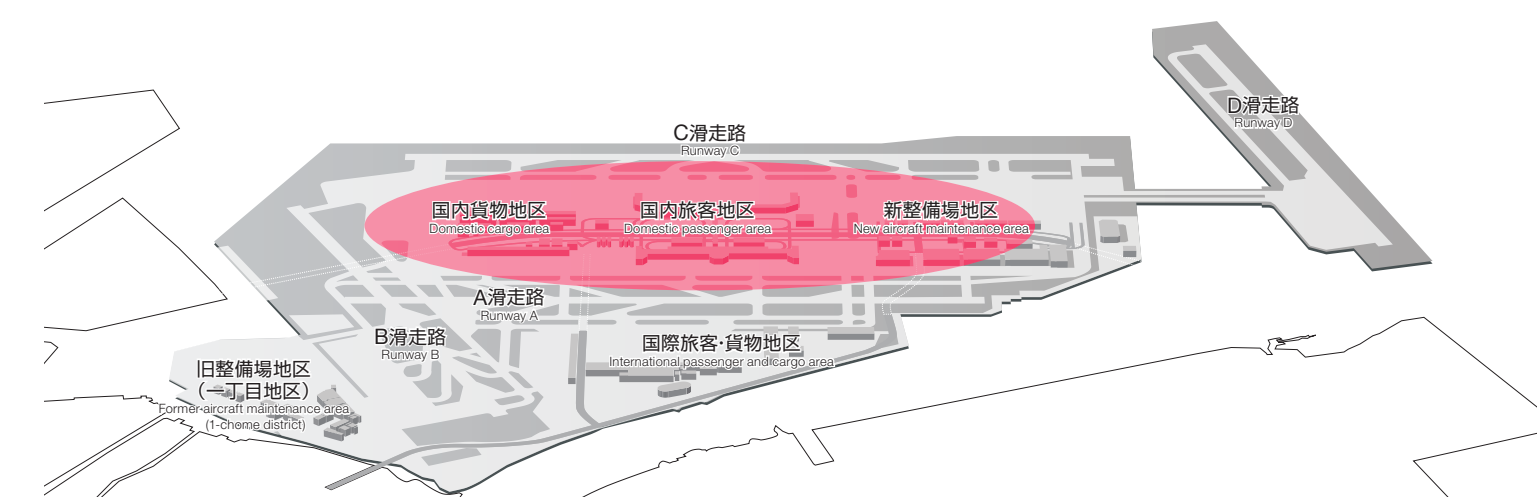 D滑走路
Runway D
C滑走路
Runway C
国内貨物地区
Domestic cargo area
国内旅客地区
Domestic passenger area
新整備場地区
New aircraft maintenance area
A滑走路
Runway A
B滑走路
Runway B
国際旅客・貨物地区
International passenger and cargo area
旧整備場地区
（一丁目地区）
Former aircraft maintenance area
(1-chome district)